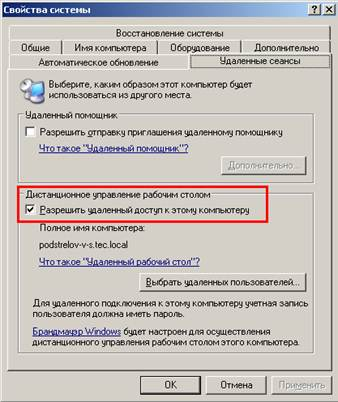 Свойства системы
Восстановление системы
Общие Имя компьютера Оборудование Дополнительно
Автоматическое обновление Удаленные сеансы
Выберите, каким образом этот компьютер будет
использоваться из другого места.
Удаленный помощник
Разрешить отправку приглашения удаленному помощнику
Что такое "Удаленный помощник"?
Дополнительно...
Дистанционное управление рабочим столом
Разрешить удаленный доступ к этому компьютеру
Полное имя компьютера:
podstrelov-v-s.tec.local
Что такое "Удаленный рабочий стол"?
Выбрать удаленных пользователей...
Для удаленного подключения к этому компьютеру учетная запись
пользователя должна иметь пароль.
Брандмауэр Windows будет настроен для осуществления
дистанционного управления рабочим столом этого компьютера.
ОК Отмена Применить